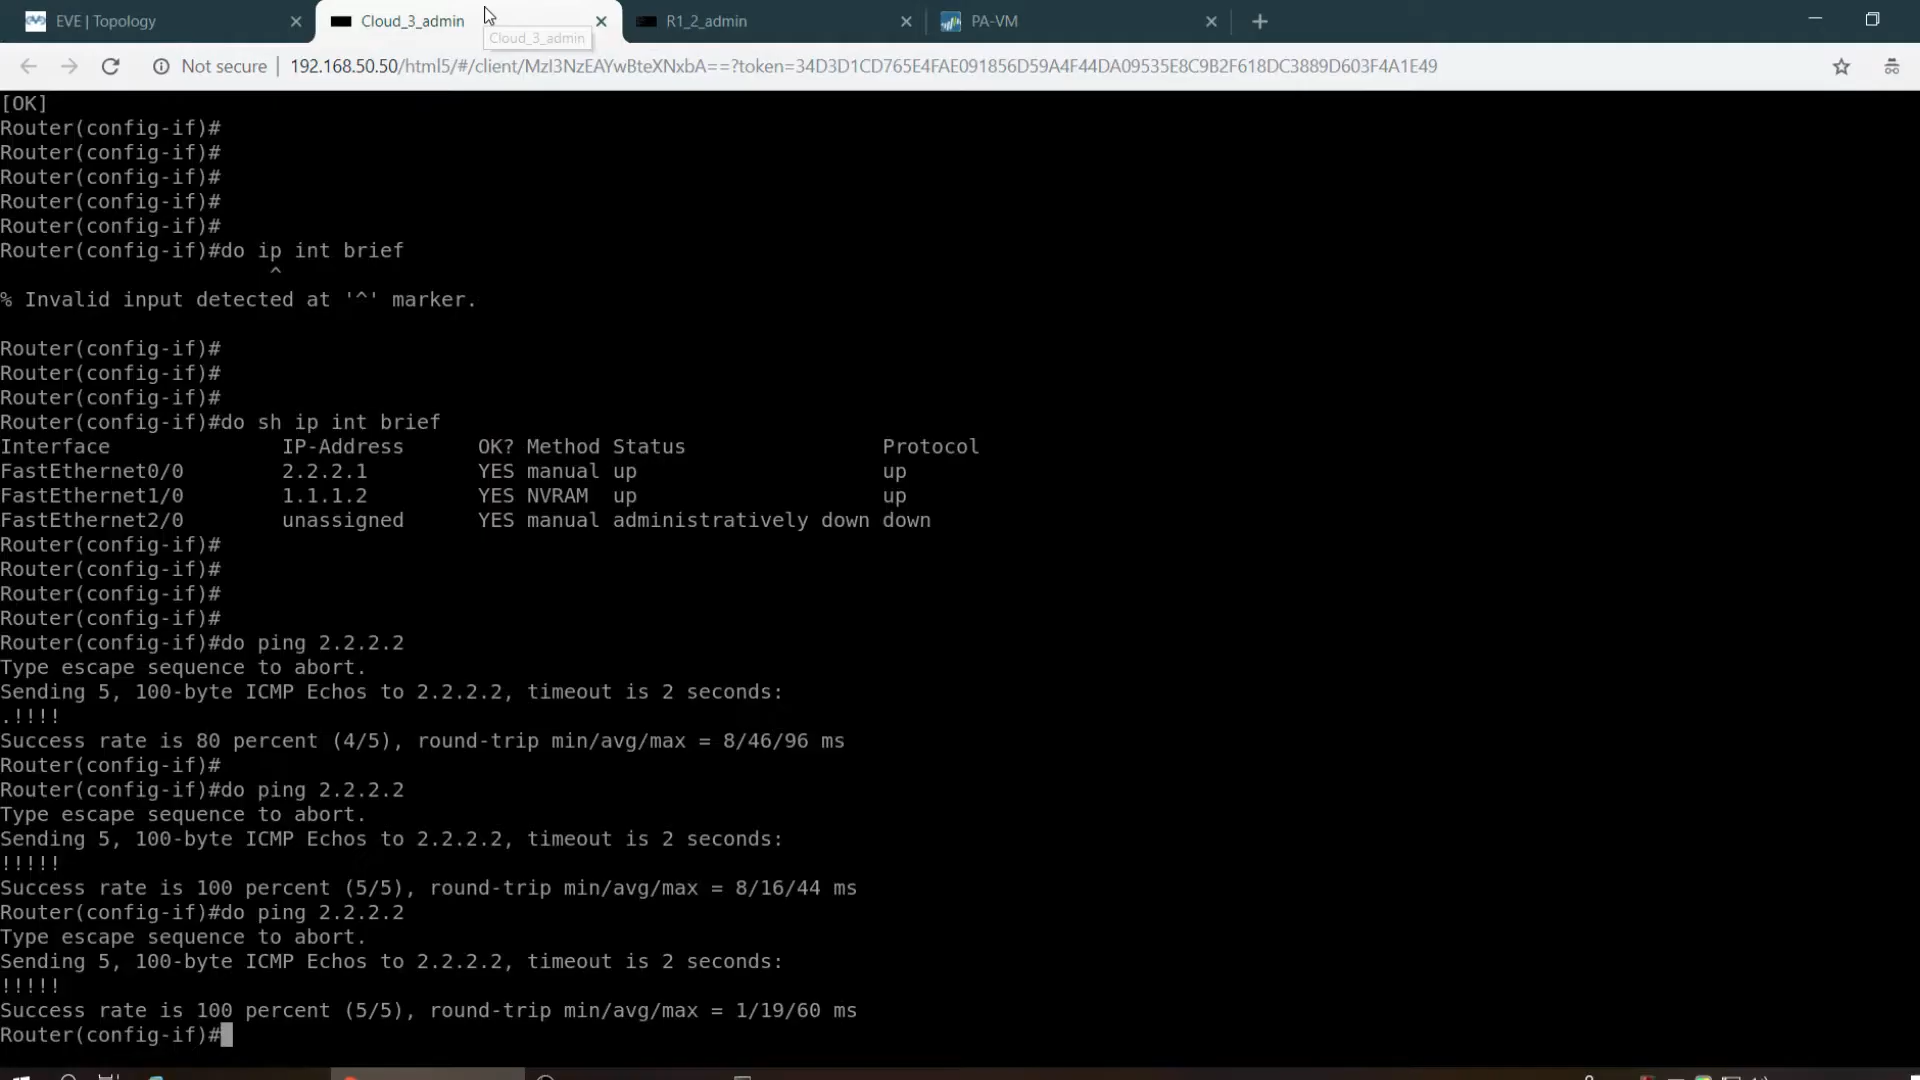 EVE | Topology
Cloud_3_admin
R1_2_admin
PA-VM
Cloud_3_admin
Not secure
192.168.50.50/html5/#/client/MzI3NzEAYwBteXNxbA==?token=34D3D1CD765E4FAE091856D59A4F44DA09535E8C9B2F618DC3889D603F4A1E49
[OK]
Router(config-if)#
Router(config-if)#
Router(config-if)#
Router(config-if)#
Router(config-if)#
Router(config-if)#do ip int brief
^
% Invalid input detected at '^' marker.
Router(config-if)#
Router(config-if)#
Router(config-if)#
Router(config-if)#do sh ip int brief
Interface IP-Address OK? Method Status Protocol
FastEthernet0/0 2.2.2.1 YES manual up up
FastEthernet1/0 1.1.1.2 YES NVRAM up up
FastEthernet2/0 unassigned YES manual administratively down down
Router(config-if)#
Router(config-if)#
Router(config-if)#
Router(config-if)#
Router(config-if)#do ping 2.2.2.2
Type escape sequence to abort.
Sending 5, 100-byte ICMP Echos to 2.2.2.2, timeout is 2 seconds:
.!!!!
Success rate is 80 percent (4/5), round-trip min/avg/max = 8/46/96 ms
Router(config-if)#
Router(config-if)#do ping 2.2.2.2
Type escape sequence to abort.
Sending 5, 100-byte ICMP Echos to 2.2.2.2, timeout is 2 seconds:
!!!!!
Success rate is 100 percent (5/5), round-trip min/avg/max = 8/16/44 ms
Router(config-if)#do ping 2.2.2.2
Type escape sequence to abort.
Sending 5, 100-byte ICMP Echos to 2.2.2.2, timeout is 2 seconds:
!!!!!
Success rate is 100 percent (5/5), round-trip min/avg/max = 1/19/60 ms
Router(config-if)#